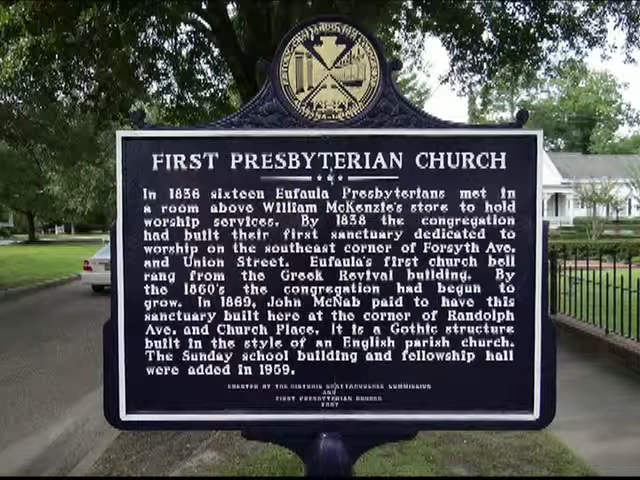 FIRST PRESBYTERIAN CHURCH
In 1836 sixteen Eufaula Presbyterians met in
a room above William McKenzie's store to hold
worship services. By 1838 the congregation
had built their first sanctuary dedicated to
worship on the southeast corner of Forsyth Ave.
and Union Street. Eufaula's first church bell
rang from the Greek Revival building. By
the 1860's the congregation had begun to
grow. In 1869, John McNab paid to have this
sanctuary built here at the corner of Randolph
Ave. and Church Place. It is a Gothic structure
built in the style of an English parish church.
The Sunday school building and fellowship hall
were added in 1959.
ERECTED BY THE HISTORIC CHATTAHOOCHEE COMMISSION
AND
FIRST PRESBYTERIAN CHURCH